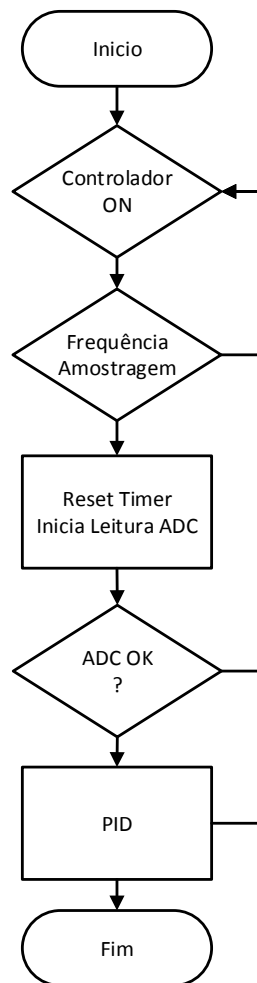 Inicio
Controlador
ON
Frequência
Amostragem
Reset Timer
Inicia Leitura ADC
ADC OK
?
PID
Fim